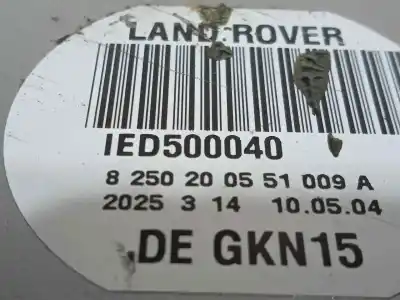 LAND ROVER
IED500040
8 250 20 05 51 009 A
2025 3 14 10.05.04
DE GKN15